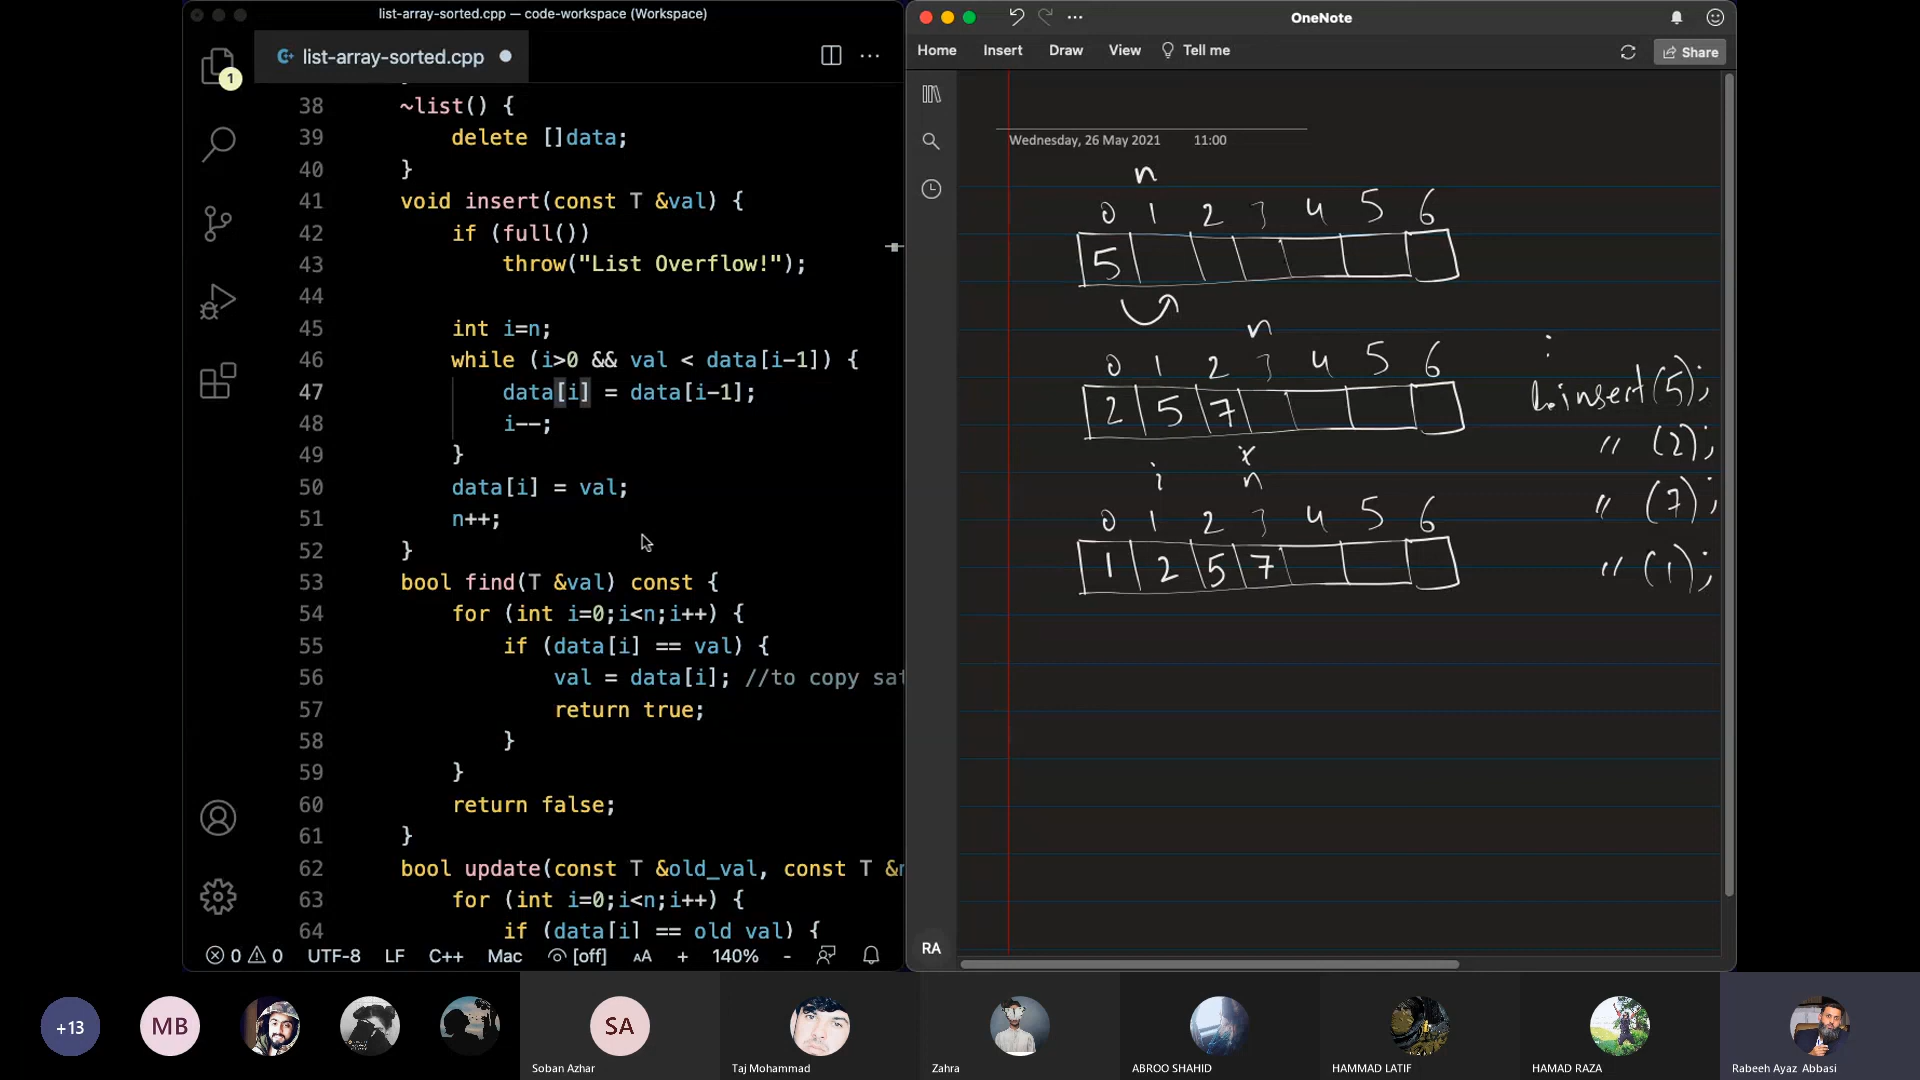 list-array-sorted.cpp — code-workspace (Workspace)
1
list-array-sorted.cpp
38 ~list() {
39 delete []data;
40 }
41 void insert(const T &val) {
42 if (full())
43 throw("List Overflow!");
44
45 int i=n;
46 while (i>0 && val < data[i-1]) {
47 data[i] = data[i-1];
48 i--;
49 }
50 data[i] = val;
51 n++;
52 }
53 bool find(T &val) const {
54 for (int i=0;i<n;i++) {
55 if (data[i] == val) {
56 val = data[i]; //to copy sat
57 return true;
58 }
59 }
60 return false;
61 }
62 bool update(const T &old_val, const T &n
63 for (int i=0;i<n;i++) {
64 if (data[i] == old_val) {
0 0 UTF-8 LF C++ Mac [off] AA + 140% -
OneNote
Home Insert Draw View Tell me Share
Wednesday, 26 May 2021 11:00
n
0 1 2 3 4 5 6
5
n
0 1 2 3 4 5 6
2 5 7
x
i n
0 1 2 3 4 5 6
1 2 5 7
:
l.insert(5);
" (2);
" (7);
" (1);
RA
+13 MB SA
Soban Azhar Taj Mohammad Zahra ABROO SHAHID HAMMAD LATIF HAMAD RAZA Rabeeh Ayaz Abbasi